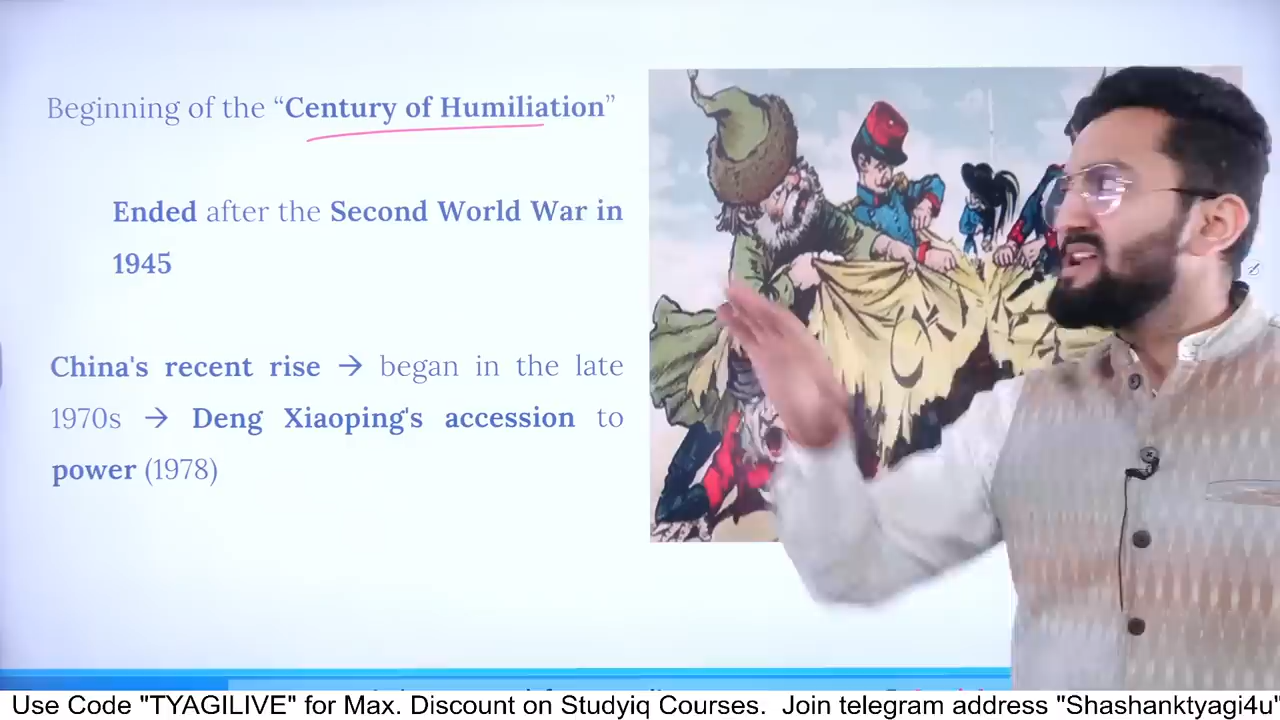 Beginning of the “Century of Humiliation”
Ended after the Second World War in
1945
China's recent rise → began in the late
1970s → Deng Xiaoping's accession to
power (1978)
Use Code "TYAGILIVE" for Max. Discount on Studyiq Courses. Join telegram address "Shashanktyagi4u"